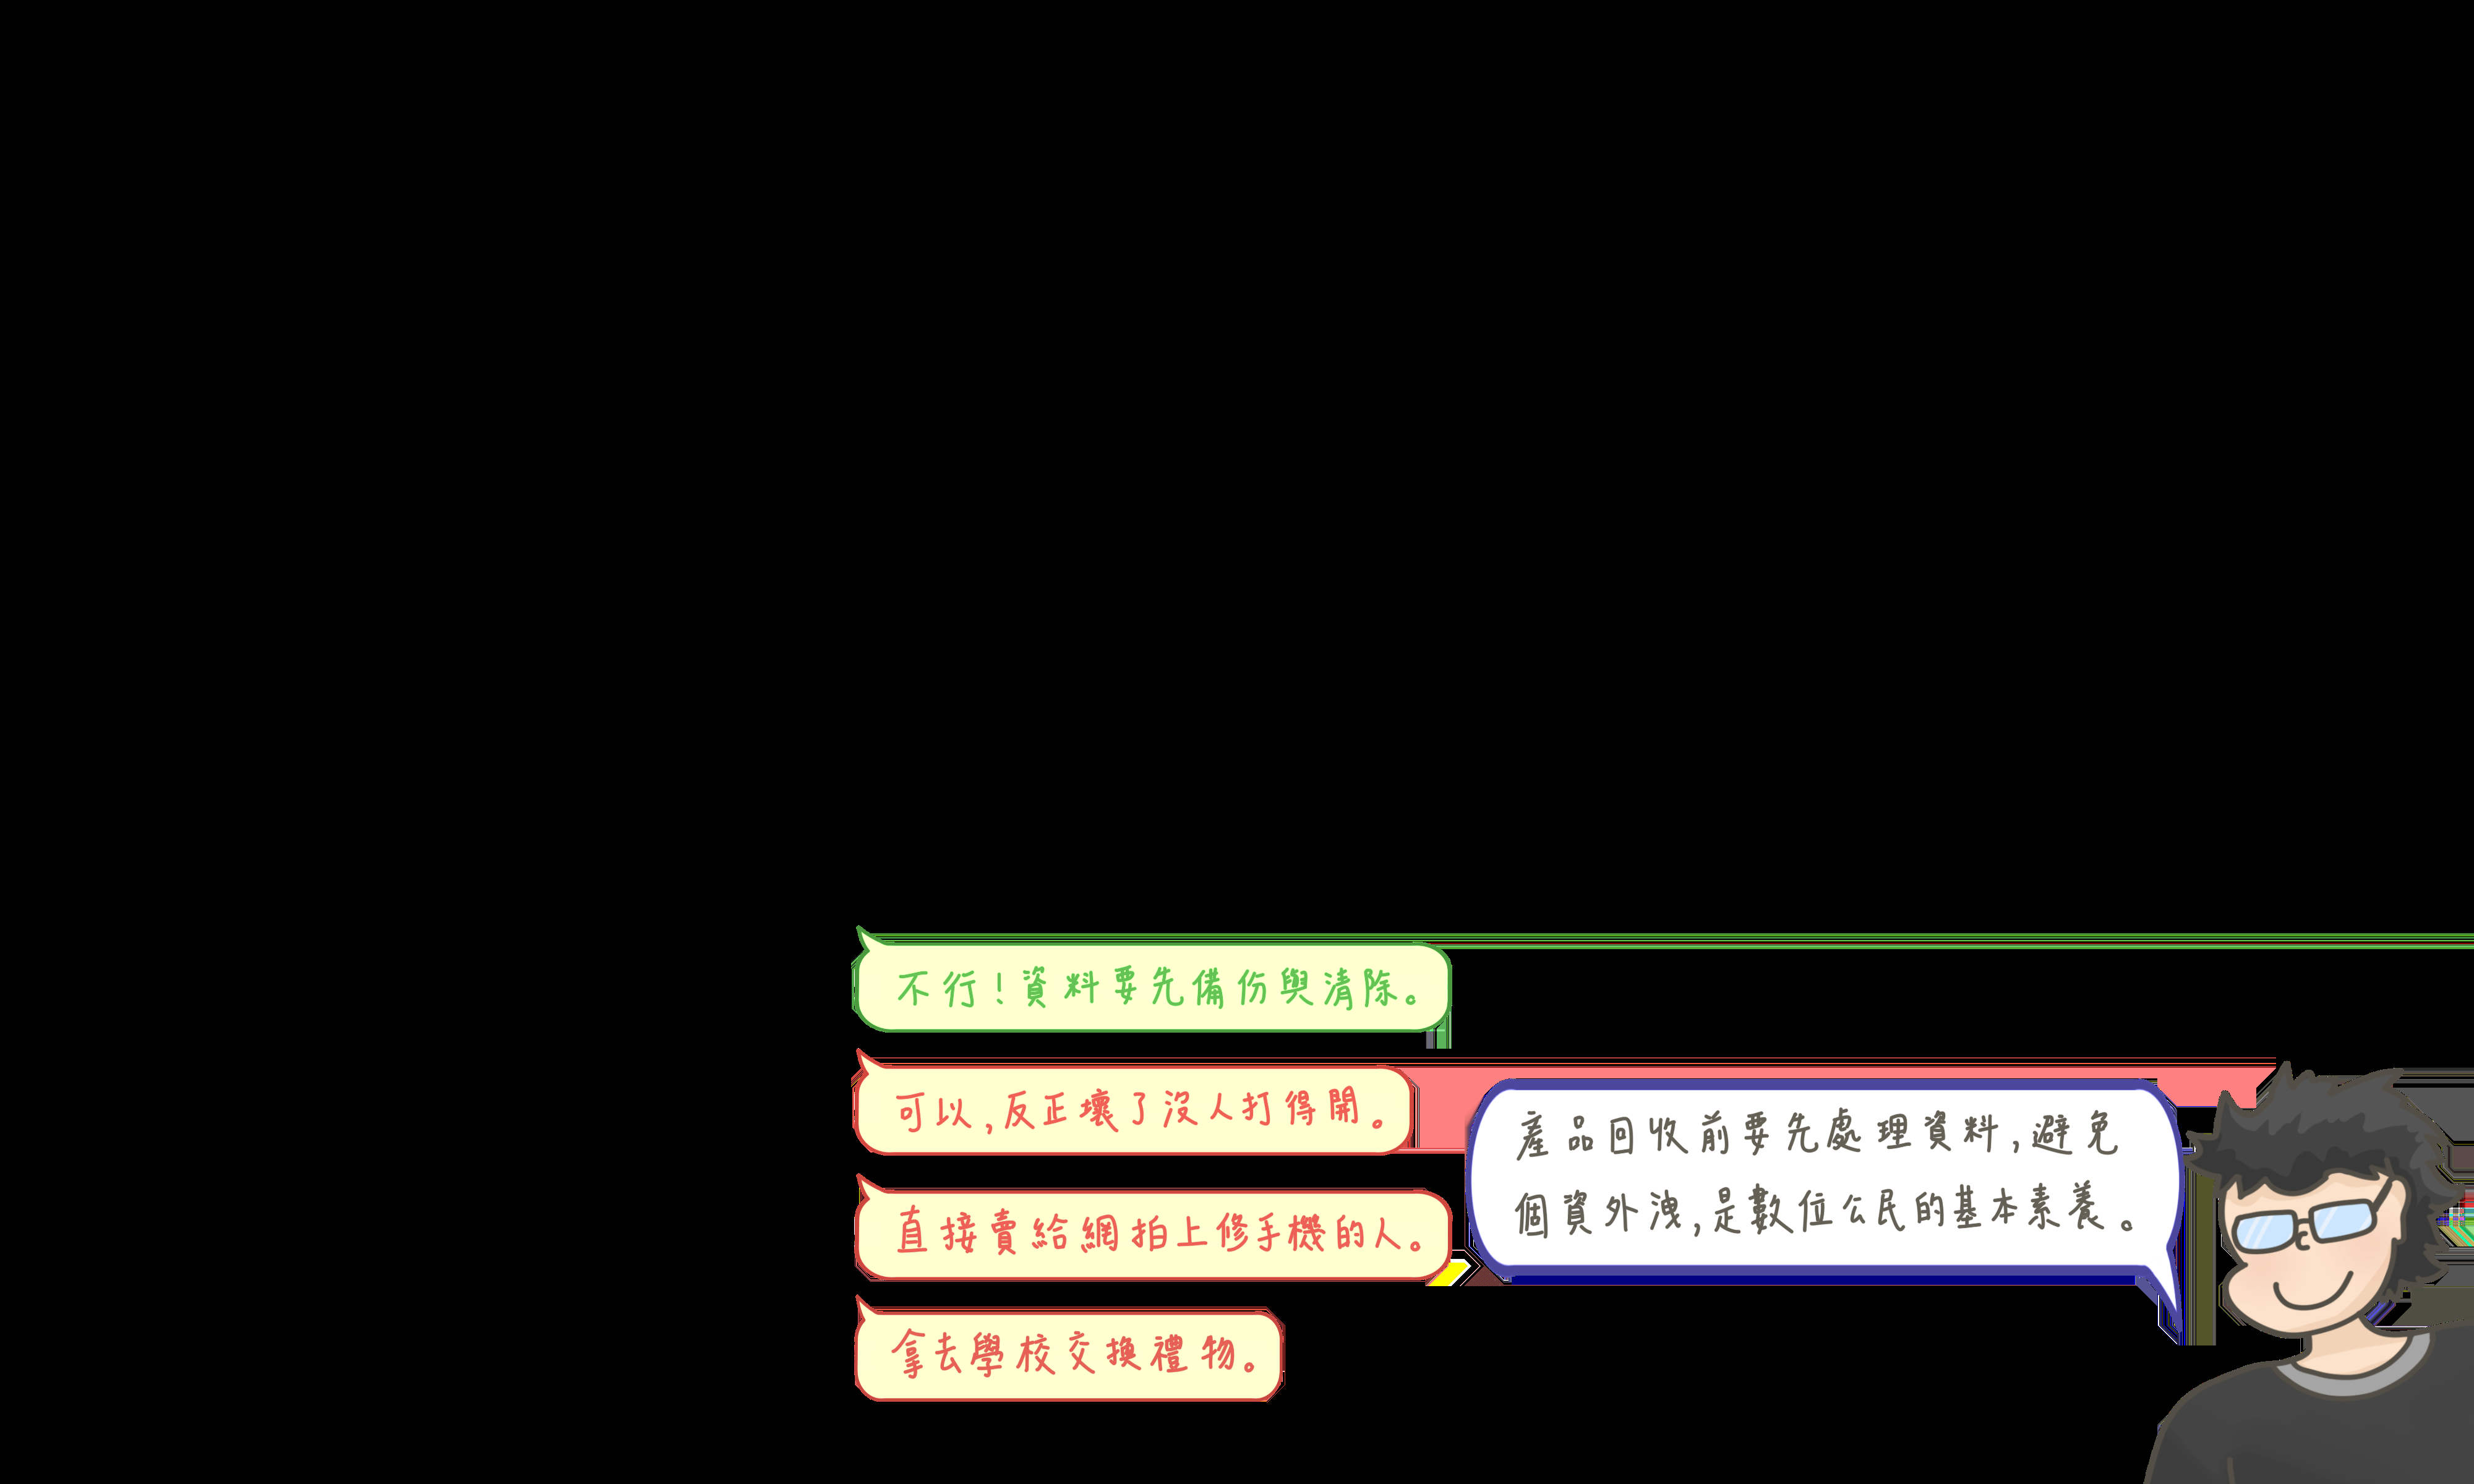 不行!資料要先備份與清除。
可以,反正壞了沒人打得開。
直接賣給網拍上修手機的人。
拿去學校交換禮物。
產品回收前要先處理資料,避免
個資外洩,是數位公民的基本素養。